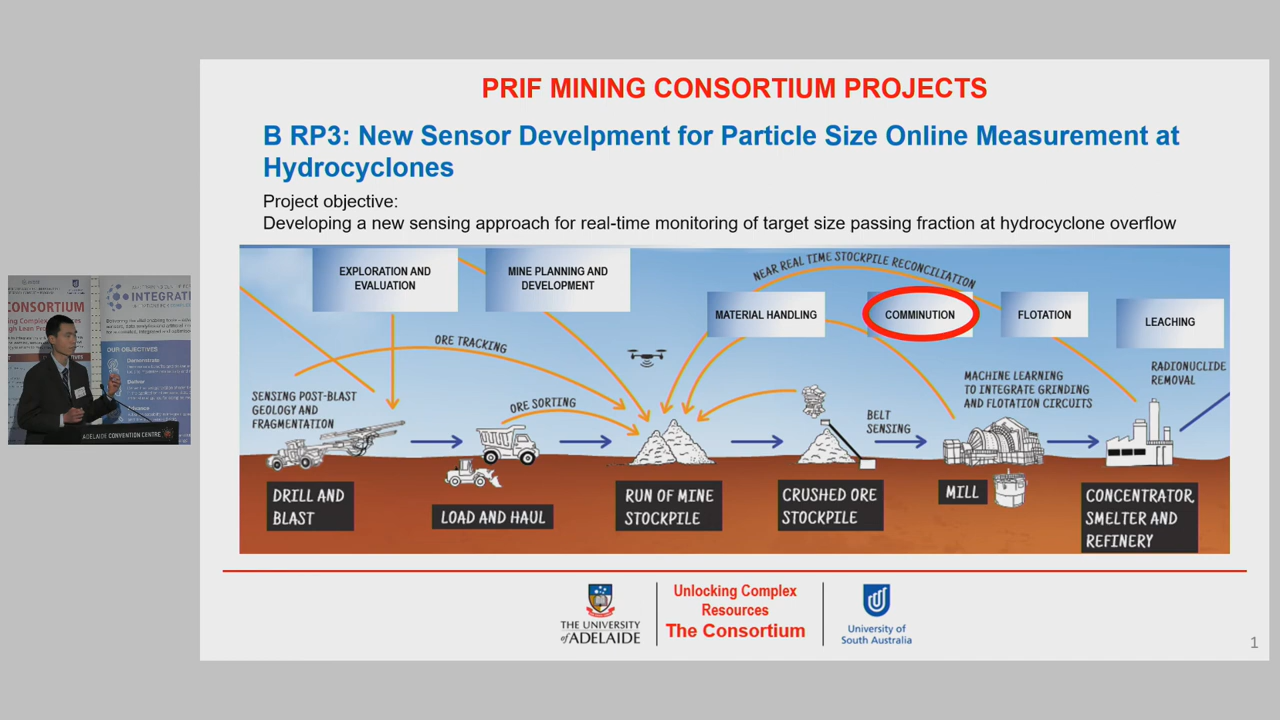 PRIF MINING CONSORTIUM PROJECTS
B RP3: New Sensor Develpment for Particle Size Online Measurement at
Hydrocyclones
Project objective:
Developing a new sensing approach for real-time monitoring of target size passing fraction at hydrocyclone overflow
EXPLORATION AND
EVALUATION
MINE PLANNING AND
DEVELOPMENT
NEAR REAL TIME STOCKPILE RECONCILIATION
MATERIAL HANDLING
COMMINUTION
FLOTATION
LEACHING
ORE TRACKING
RADIONUCLIDE
REMOVAL
MACHINE LEARNING
TO INTEGRATE GRINDING
AND FLOTATION CIRCUITS
SENSING POST-BLAST
GEOLOGY AND
FRAGMENTATION
ORE SORTING
BELT
SENSING
DRILL AND
BLAST
LOAD AND HAUL
RUN OF MINE
STOCKPILE
CRUSHED ORE
STOCKPILE
MILL
CONCENTRATOR,
SMELTER AND
REFINERY
THE UNIVERSITY
of ADELAIDE
Unlocking Complex
Resources
The Consortium
University of
South Australia
1
CONSORTIUM
INTEGRAT
OUR OBJECTIVES
Demonstrate
ADELAIDE CONVENTION CENTRE